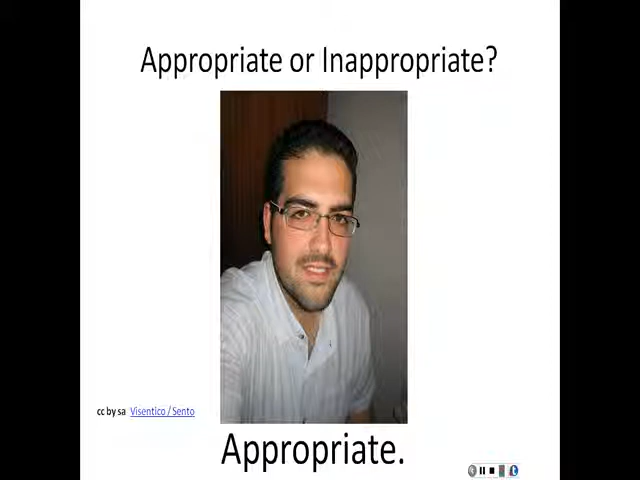 Appropriate or Inappropriate?
cc by sa Visentico / Sento
Appropriate.